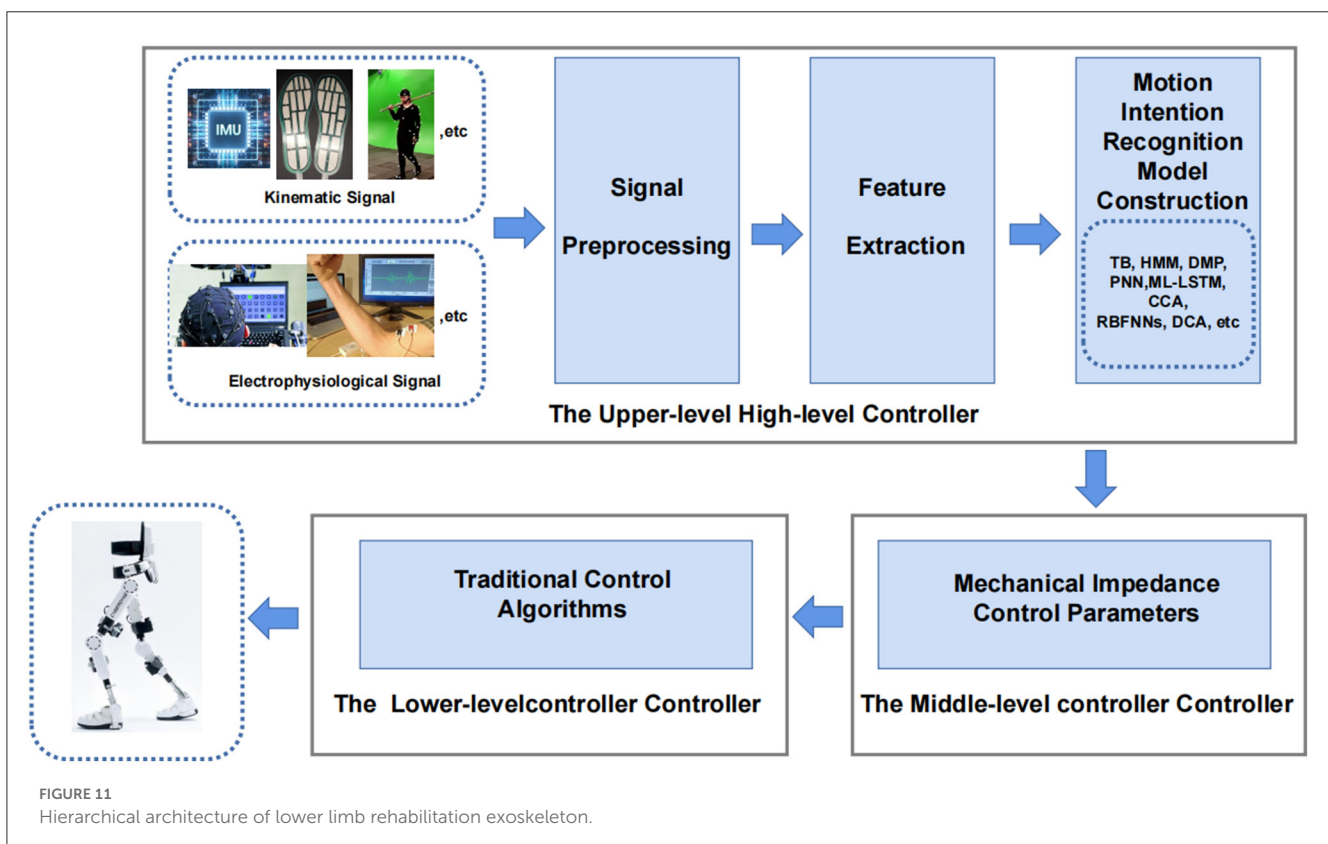 IMU
,etc
Kinematic Signal
,etc
Electrophysiological Signal
Signal
Preprocessing
Feature
Extraction
Motion
Intention
Recognition
Model
Construction
TB, HMM, DMP,
PNN,ML-LSTM,
CCA,
RBFNNs, DCA, etc
The Upper-level High-level Controller
Mechanical Impedance
Control Parameters
The Middle-level controller Controller
Traditional Control
Algorithms
The Lower-levelcontroller Controller
FIGURE 11
Hierarchical architecture of lower limb rehabilitation exoskeleton.